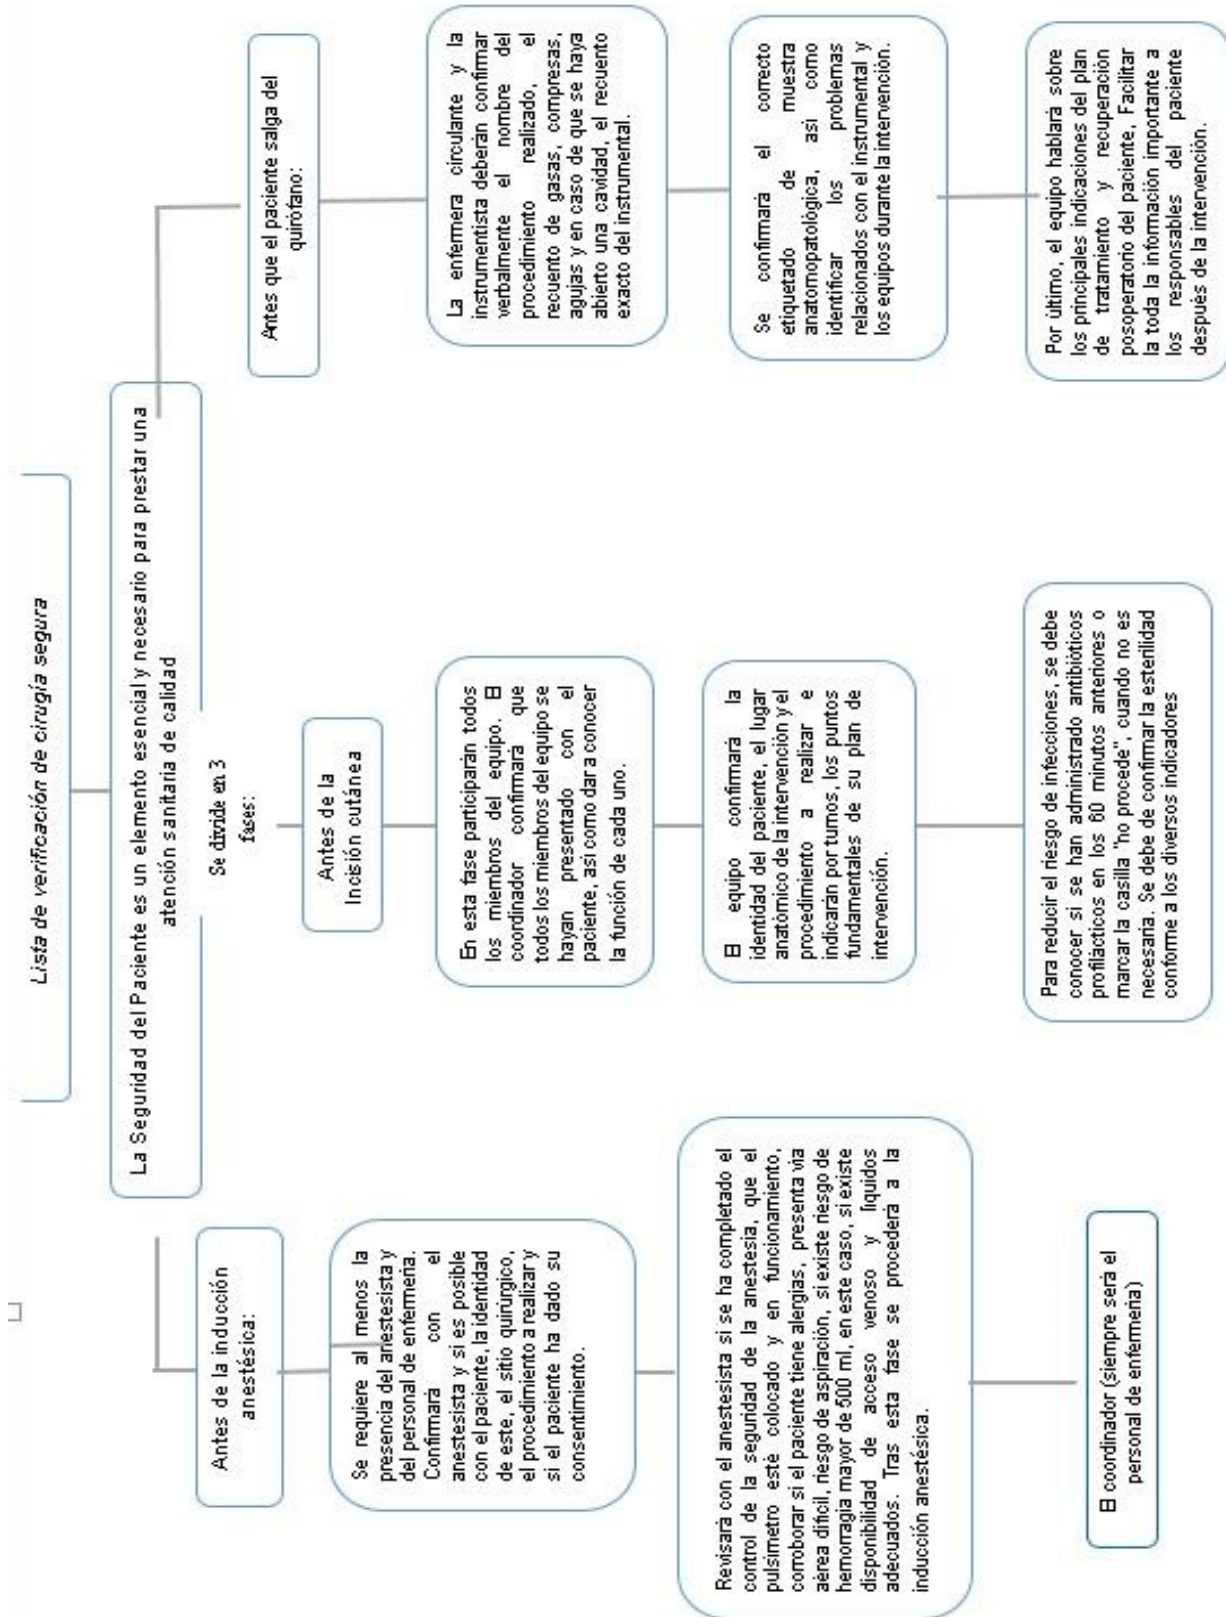 Lista de verificación de cirugía segura
La Seguridad del Paciente es un elemento esencial y necesario para prestar una
atención sanitaria de calidad
Se divide en 3
fases:
Antes de la inducción
anestésica:
Se requiere al menos la
presencia del anestesista y
del personal de enfermería.
Confirmará con el
anestesista y si es posible
con el paciente, la identidad
de este, el sitio quirúrgico,
el procedimiento a realizar y
si el paciente ha dado su
consentimiento.
Revisará con el anestesista si se ha completado el
control de la seguridad de la anestesia, que el
pulsímetro esté colocado y en funcionamiento,
corroborar si el paciente tiene alergias, presenta vía
aérea difícil, riesgo de aspiración, si existe riesgo de
hemorragia mayor de 500 ml, en este caso, si existe
disponibilidad de acceso venoso y líquidos
adecuados. Tras esta fase se procederá a la
inducción anestésica.
El coordinador (siempre será el
personal de enfermería)
Antes de la
Incisión cutánea
En esta fase participarán todos
los miembros del equipo. El
coordinador confirmará que
todos los miembros del equipo se
hayan presentado con el
paciente, así como dar a conocer
la función de cada uno.
El equipo confirmará la
identidad del paciente, el lugar
anatómico de la intervención y el
procedimiento a realizar e
indicarán por turnos, los puntos
fundamentales de su plan de
intervención.
Para reducir el riesgo de infecciones, se debe
conocer si se han administrado antibióticos
profilácticos en los 60 minutos anteriores o
marcar la casilla "no procede", cuando no es
necesaria. Se debe de confirmar la esterilidad
conforme a los diversos indicadores
Antes que el paciente salga del
quirófano:
La enfermera circulante y la
instrumentista deberán confirmar
verbalmente el nombre del
procedimiento realizado, el
recuento de gasas, compresas,
agujas y en caso de que se haya
abierto una cavidad, el recuento
exacto del instrumental.
Se confirmará el correcto
etiquetado de muestra
anatomopatológica, así como
identificar los problemas
relacionados con el instrumental y
los equipos durante la intervención.
Por último, el equipo hablará sobre
los principales indicaciones del plan
de tratamiento y recuperación
posoperatorio del paciente, Facilitar
la toda la información importante a
los responsables del paciente
después de la intervención.